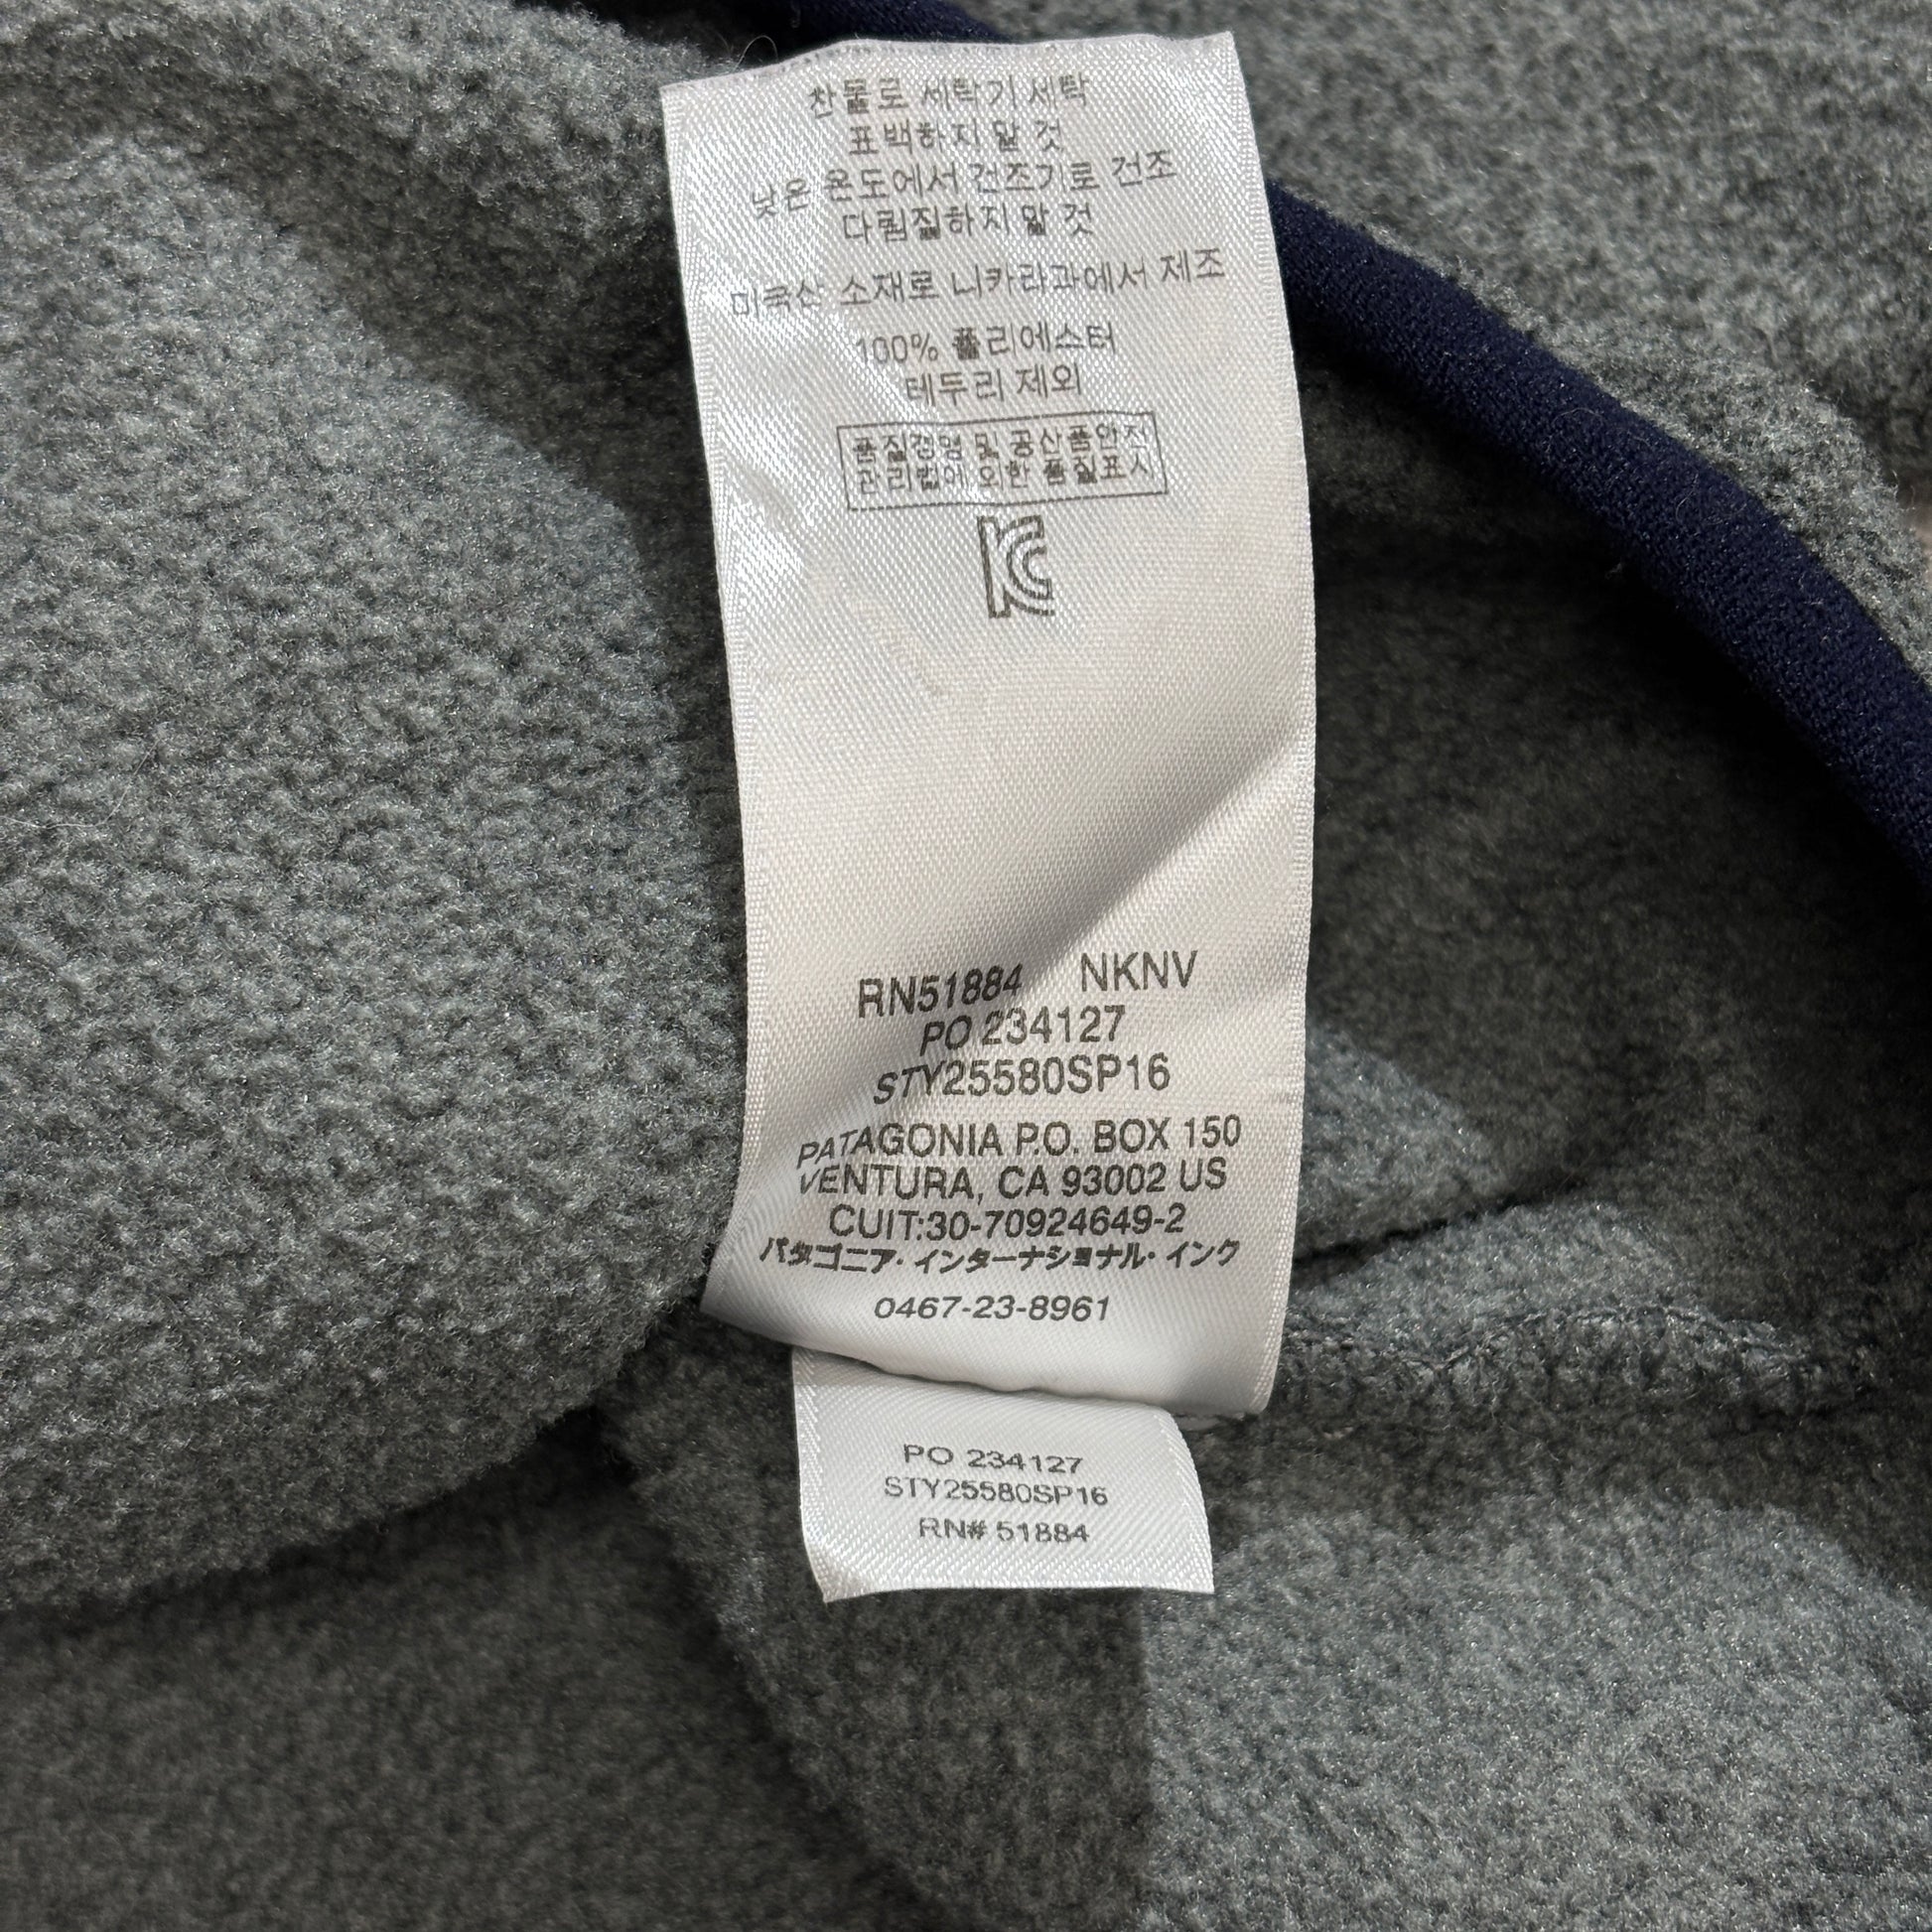 찬물로 세탁기 세탁
표백하지 말 것
낮은 온도에서 건조기로 건조
다림질하지 말 것
미국산 소재로 니카라과에서 제조
100% 폴리에스터
테두리 제외
품질경영 및 공산품안전
관리법에 의한 품질표시
KC
RN51884 NKNV
PO 234127
STY25580SP16
PATAGONIA P.O. BOX 150
VENTURA, CA 93002 US
CUIT:30-70924649-2
パタゴニア・インターナショナル・インク
0467-23-8961
PO 234127
STY25580SP16
RN# 51884